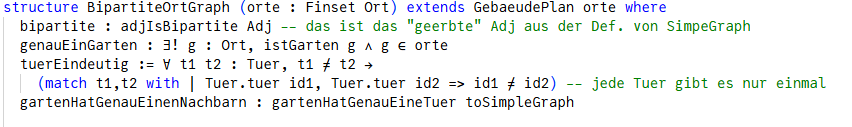 structure BipartiteOrtGraph (orte : Finset Ort) extends GebaeudePlan orte where
bipartite : adjIsBipartite Adj -- das ist das "geerbte" Adj aus der Def. von SimpeGraph
genauEinGarten : ∃! g : Ort, istGarten g ∧ g ∈ orte
tuerEindeutig := ∀ t1 t2 : Tuer, t1 ≠ t2 →
(match t1,t2 with | Tuer.tuer id1, Tuer.tuer id2 => id1 ≠ id2) -- jede Tuer gibt es nur einmal
gartenHatGenauEinenNachbarn : gartenHatGenauEineTuer toSimpleGraph